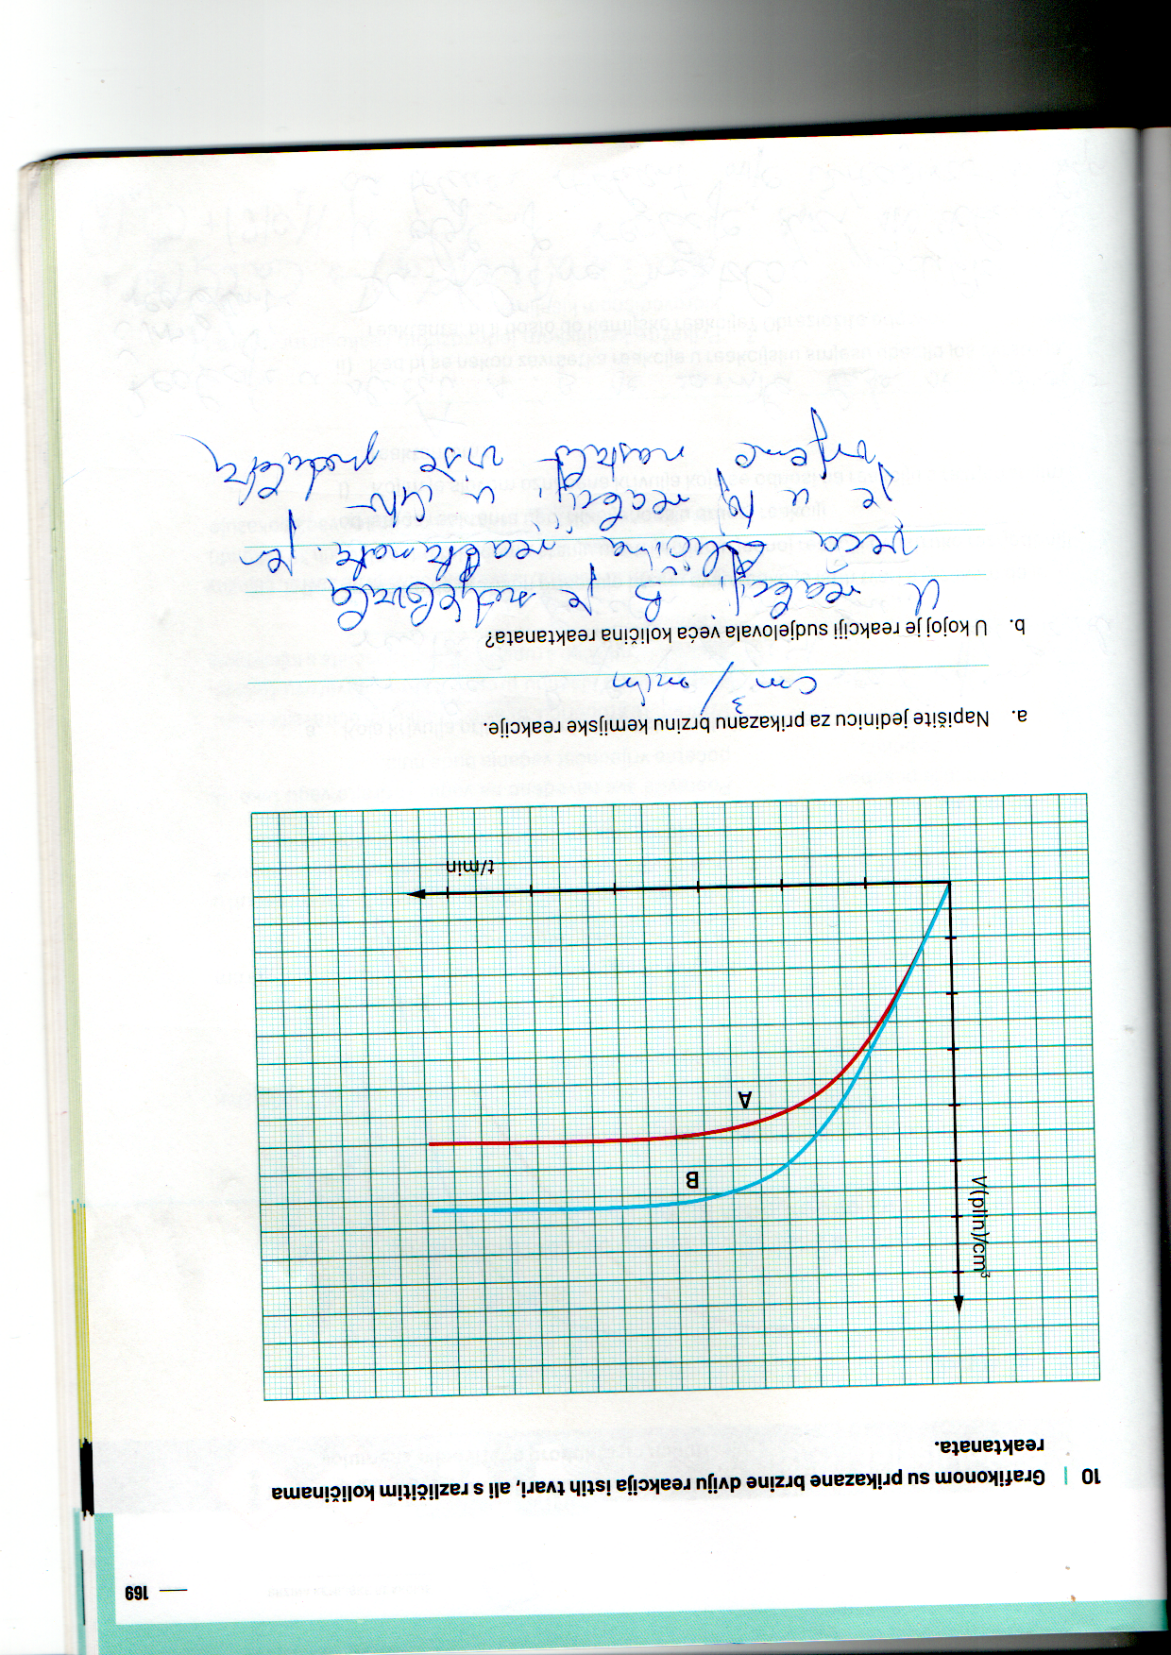 169
10 | Grafikonom su prikazane brzine dviju reakcija istih tvari, ali s različitim količinama
reaktanata.
V(plin)/cm³
B
A
t/min
a. Napišite jedinicu za prikazanu brzinu kemijske reakcije.
cm³/min
b. U kojoj je reakciji sudjelovala veća količina reaktanata?
U reakciji B je sudjelovala
veća količina reaktanata jer
je u toj reakciji u
vrijeme nastalo više produkta